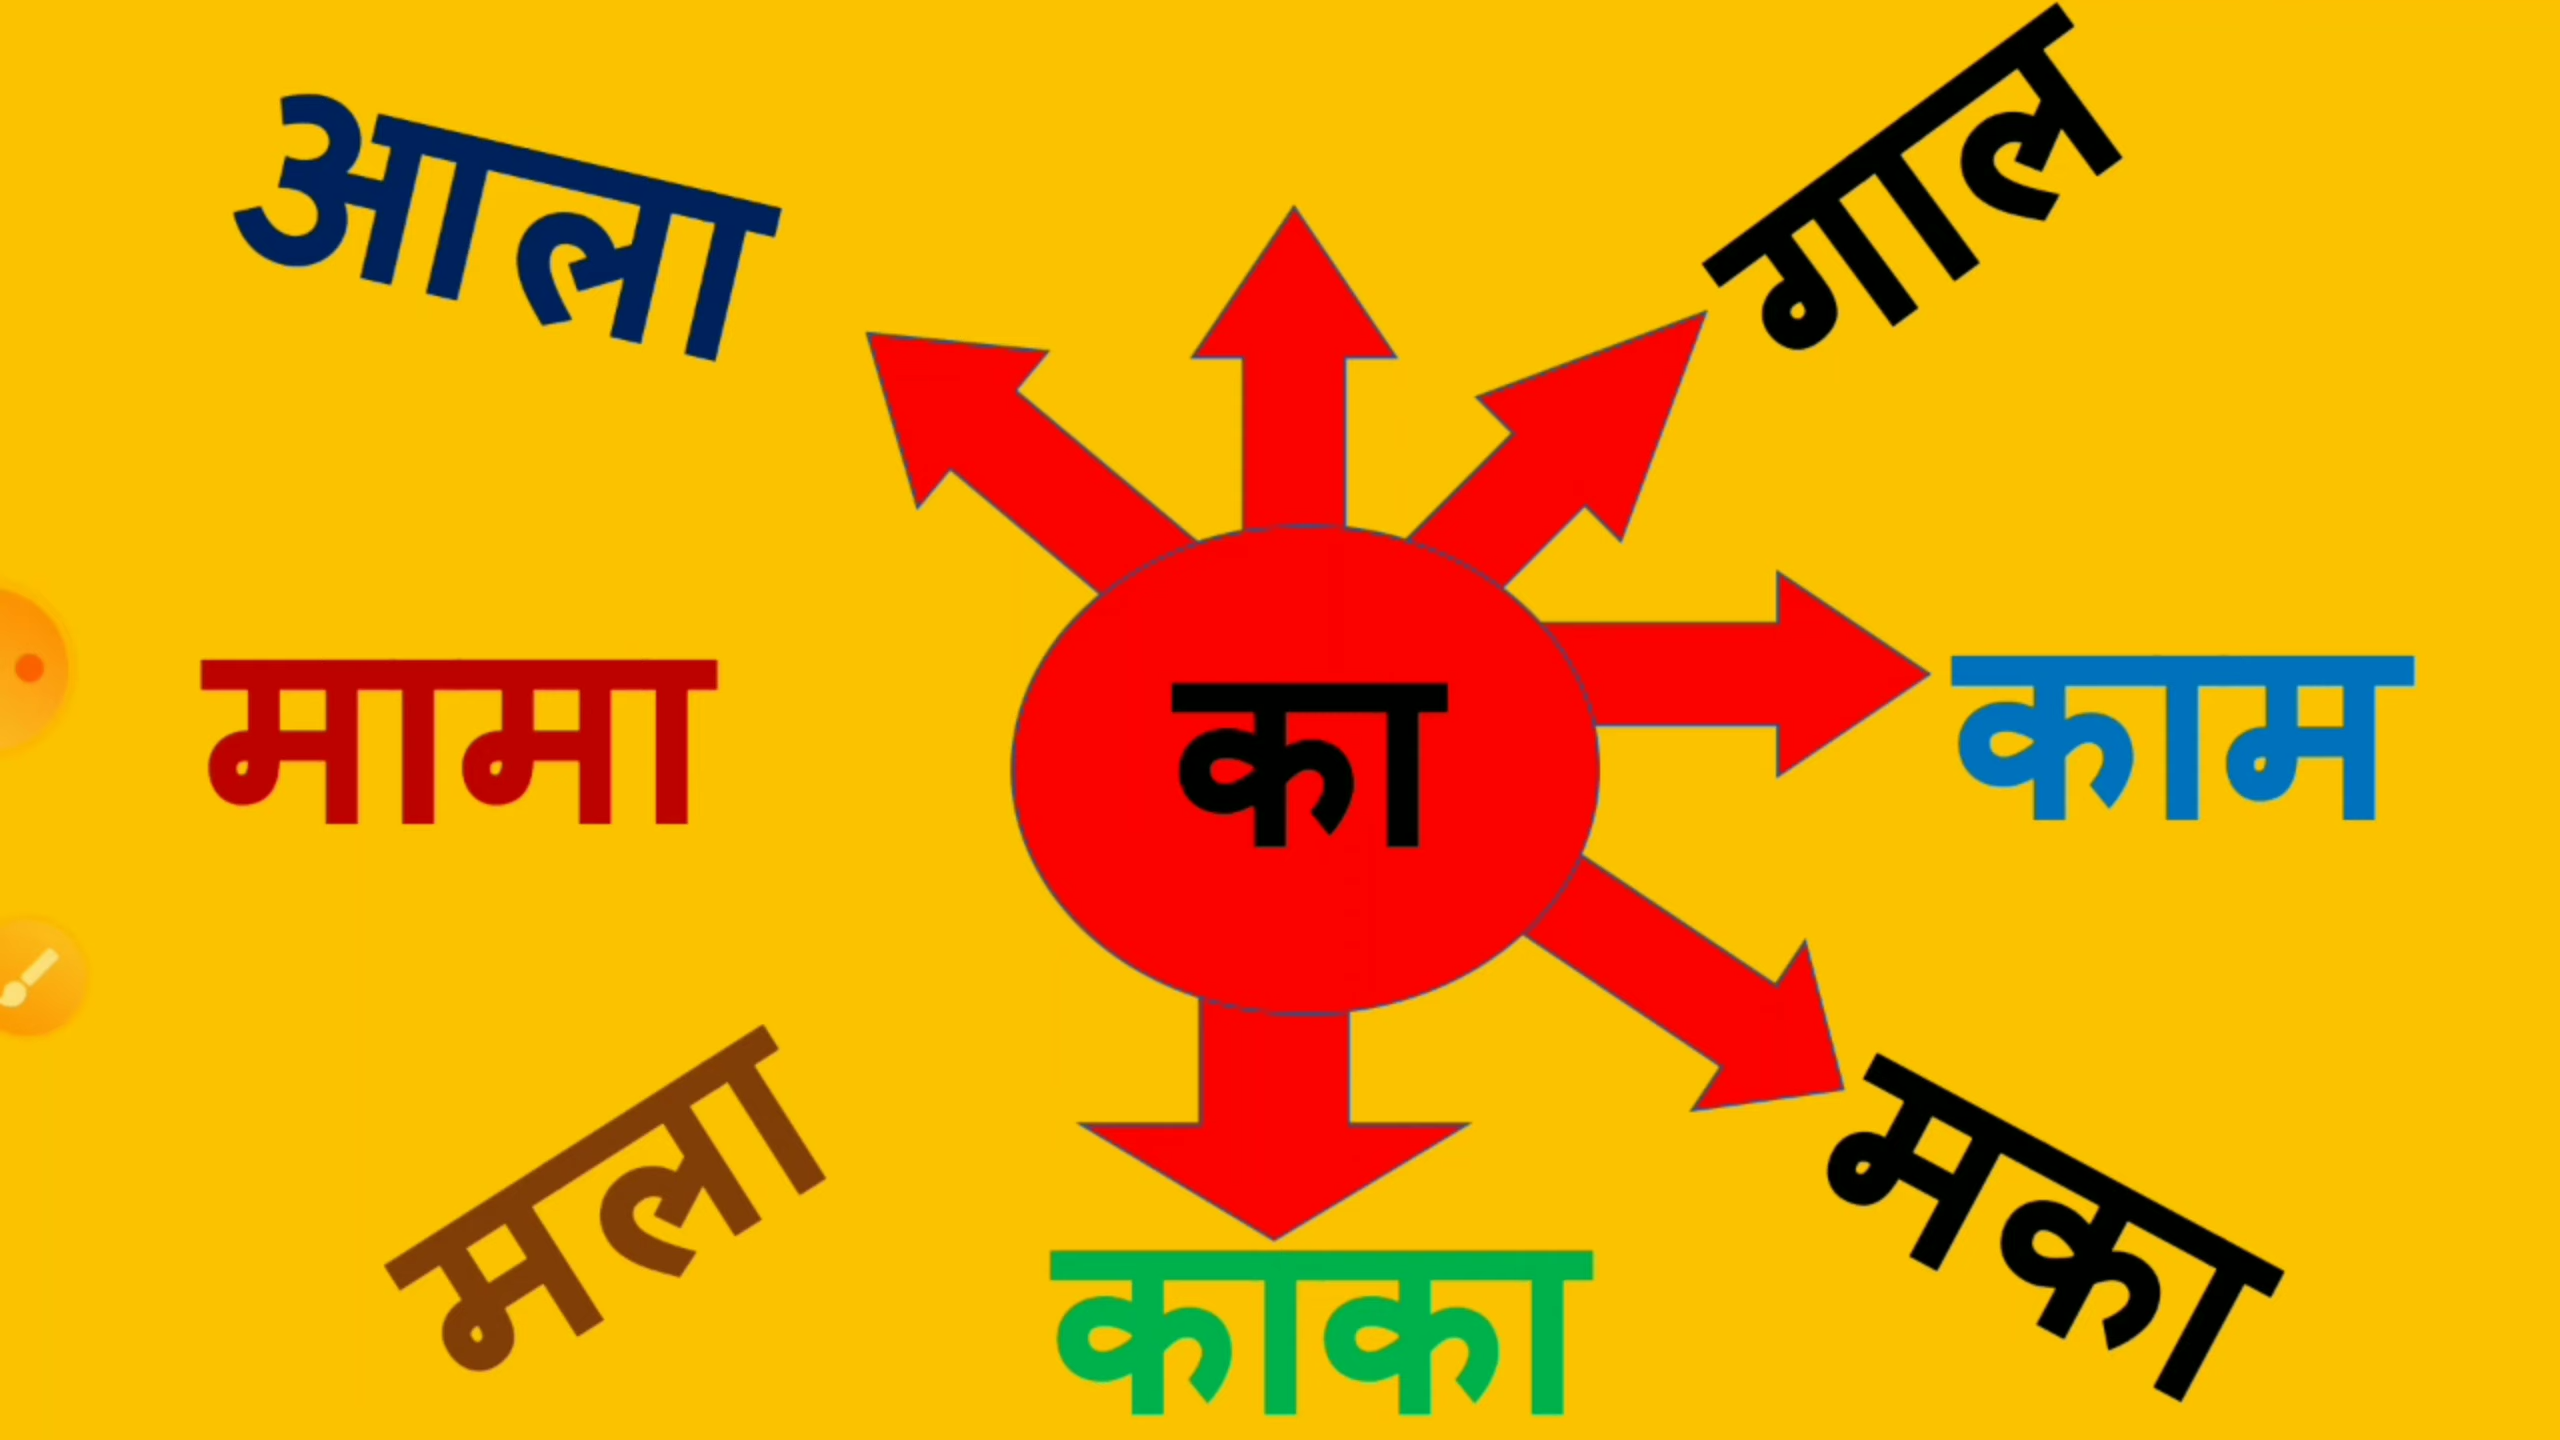 आला
गाल
मामा
का
काम
मला
काका
मका